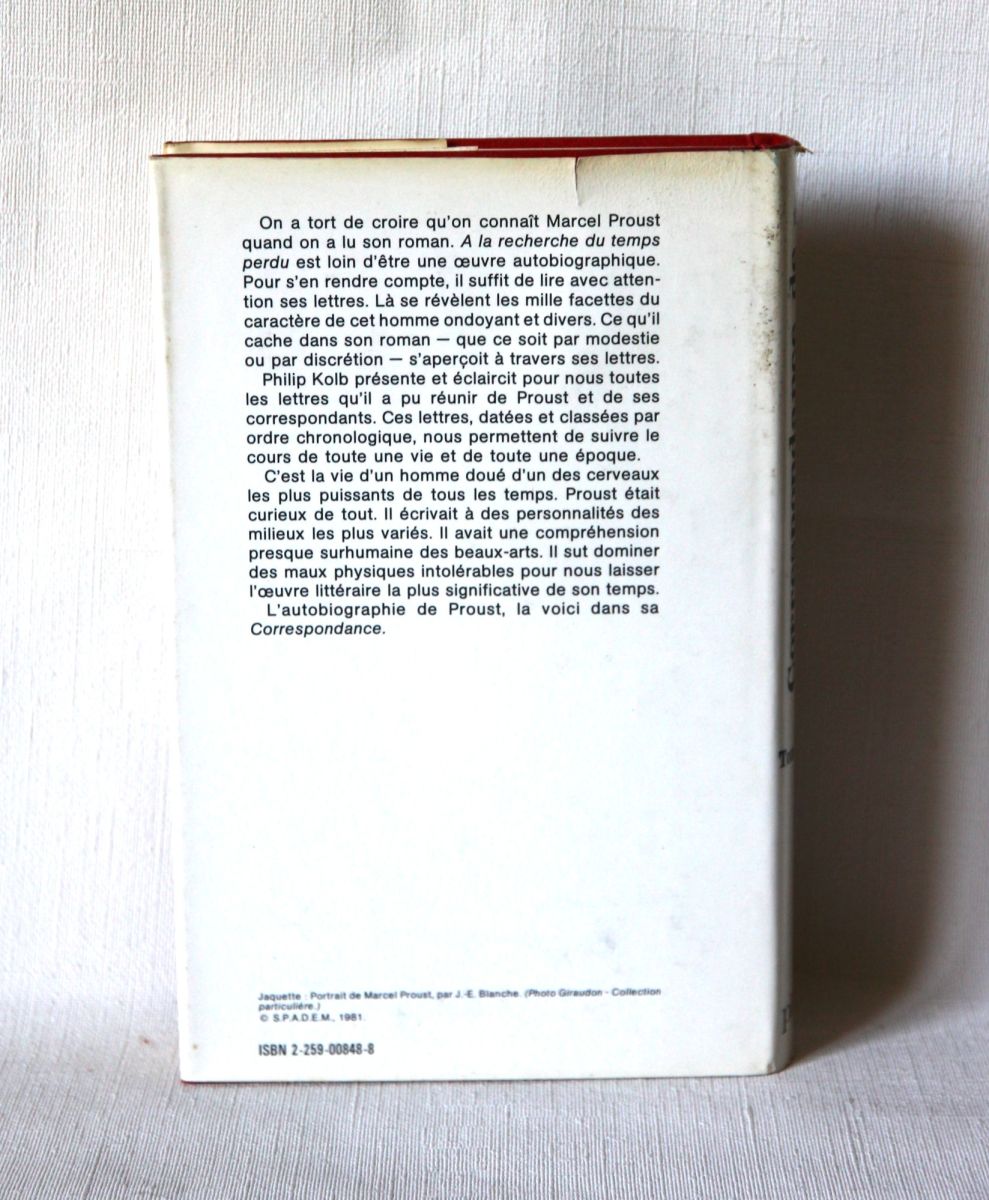 On a tort de croire qu'on connaît Marcel Proust
quand on a lu son roman. A la recherche du temps
perdu est loin d'être une œuvre autobiographique.
Pour s'en rendre compte, il suffit de lire avec atten-
tion ses lettres. Là se révèlent les mille facettes du
caractère de cet homme ondoyant et divers. Ce qu'il
cache dans son roman — que ce soit par modestie
ou par discrétion — s'aperçoit à travers ses lettres.
Philip Kolb présente et éclaircit pour nous toutes
les lettres qu'il a pu réunir de Proust et de ses
correspondants. Ces lettres, datées et classées par
ordre chronologique, nous permettent de suivre le
cours de toute une vie et de toute une époque.
C'est la vie d'un homme doué d'un des cerveaux
les plus puissants de tous les temps. Proust était
curieux de tout. Il écrivait à des personnalités des
milieux les plus variés. Il avait une compréhension
presque surhumaine des beaux-arts. Il sut dominer
des maux physiques intolérables pour nous laisser
l'œuvre littéraire la plus significative de son temps.
L'autobiographie de Proust, la voici dans sa
Correspondance.
Jaquette : Portrait de Marcel Proust, par J.-E. Blanche. (Photo Giraudon - Collection
particulière.)
© S.P.A.D.E.M., 1981.
ISBN 2-259-00848-8